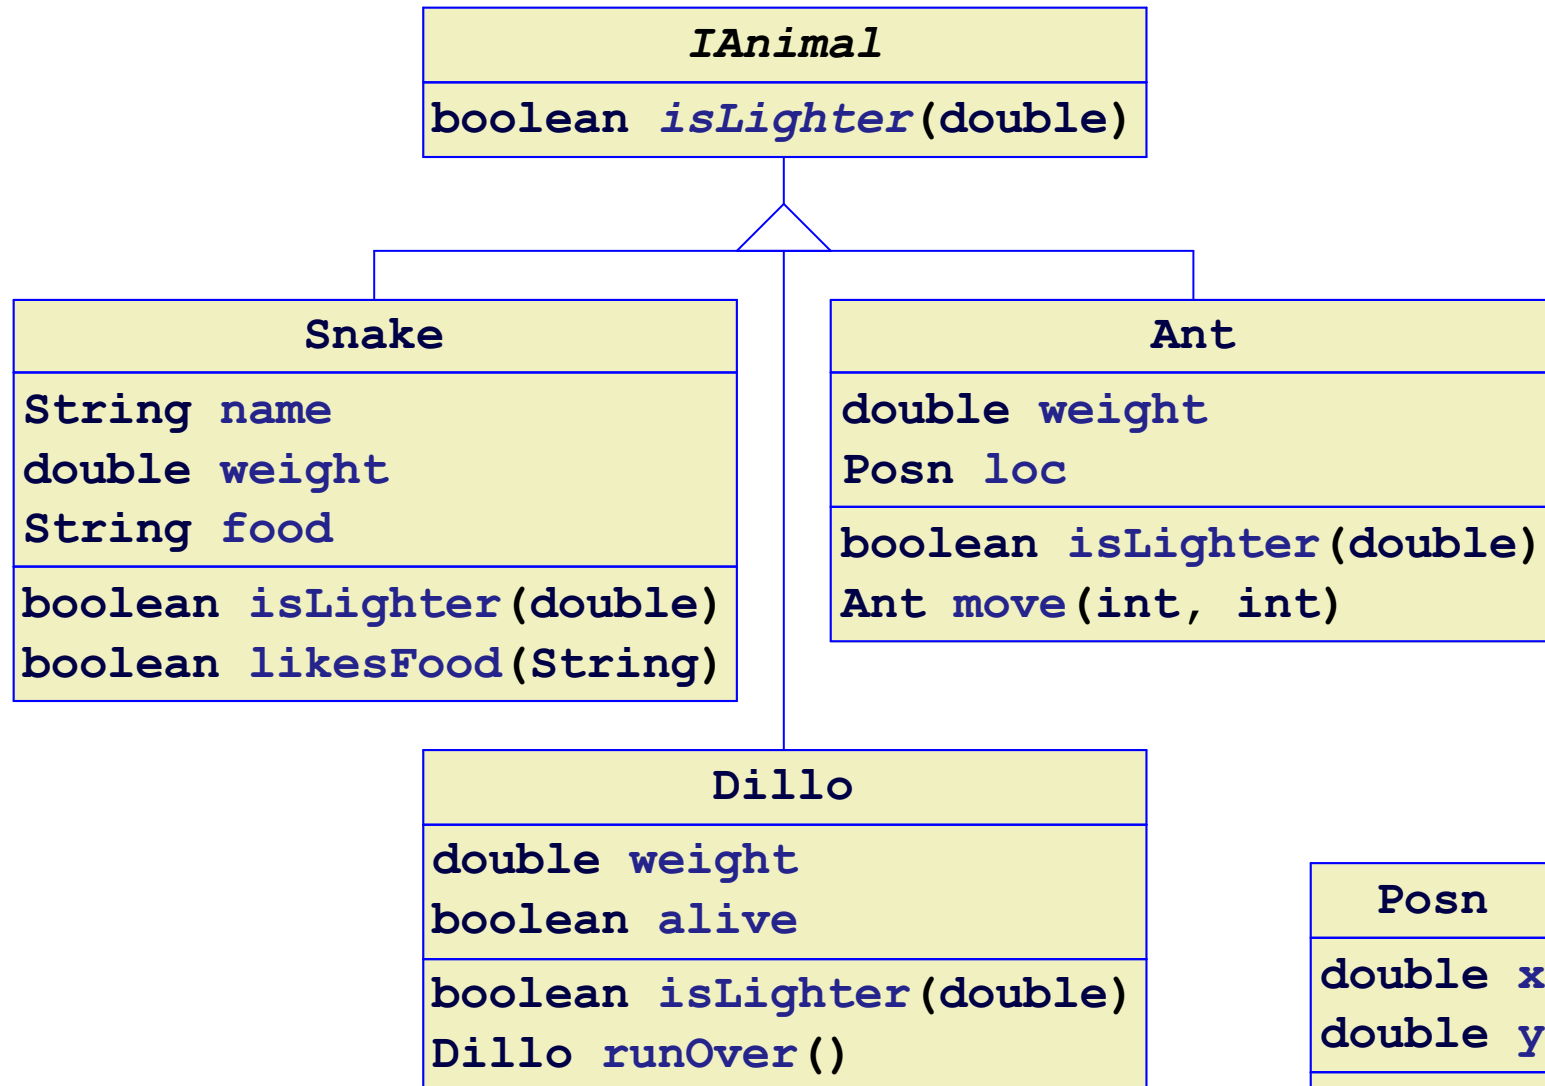 IAnimal
boolean isLighter(double)
Snake
String name
double weight
String food
boolean isLighter(double)
boolean likesFood(String)
Ant
double weight
Posn loc
boolean isLighter(double)
Ant move(int, int)
Dillo
double weight
boolean alive
boolean isLighter(double)
Dillo runOver()
Posn
double x
double y